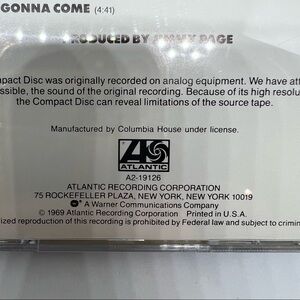 GONNA COME (4:41)
PRODUCED BY JIMMY PAGE
pact Disc was originally recorded on analog equipment. We have att
ssible, the sound of the original recording. Because of its high resolu
the Compact Disc can reveal limitations of the source tape.
Manufactured by Columbia House under license.
ATLANTIC
A2-19126
ATLANTIC RECORDING CORPORATION
75 ROCKEFELLER PLAZA, NEW YORK, NEW YORK 10019
A Warner Communications Company
© 1969 Atlantic Recording Corporation Printed in U.S.A.
ized reproduction of this recording is prohibited by Federal law and subject to crimin